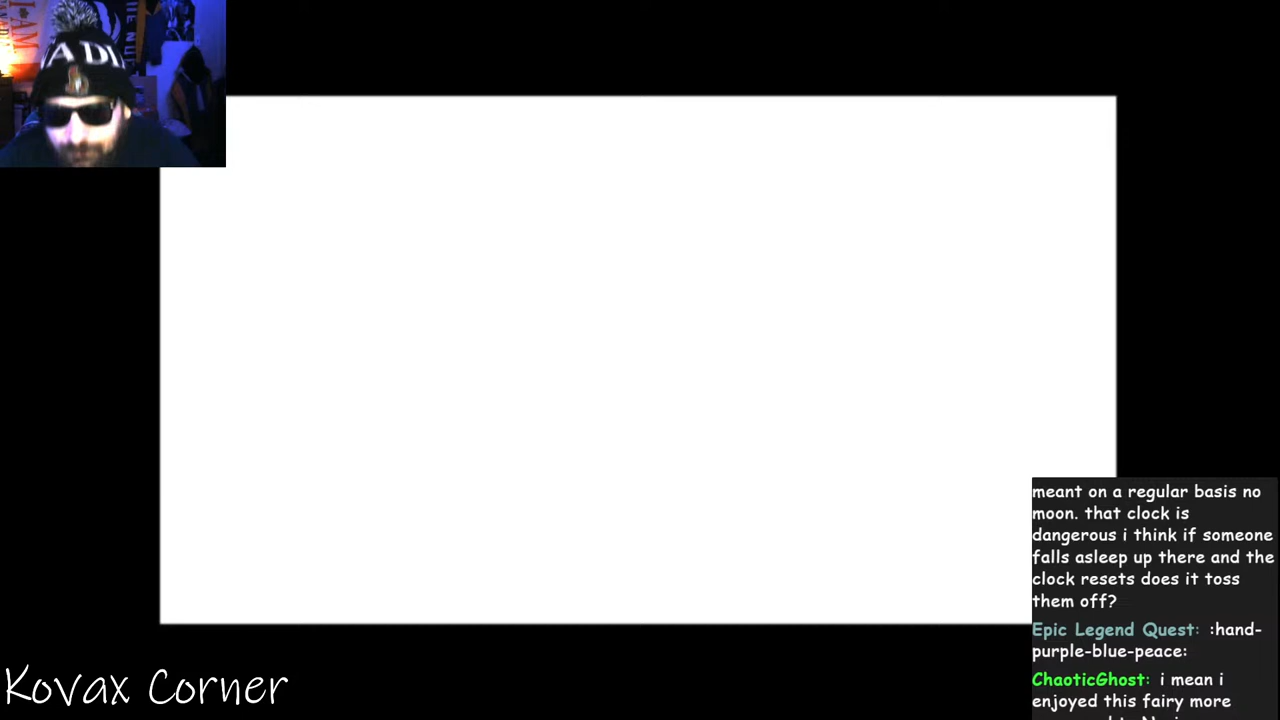 I AM
A DI
meant on a regular basis no
moon. that clock is
dangerous i think if someone
falls asleep up there and the
clock resets does it toss
them off?
Epic Legend Quest: :hand-
purple-blue-peace:
ChaoticGhost: i mean i
enjoyed this fairy more
Kovax Corner